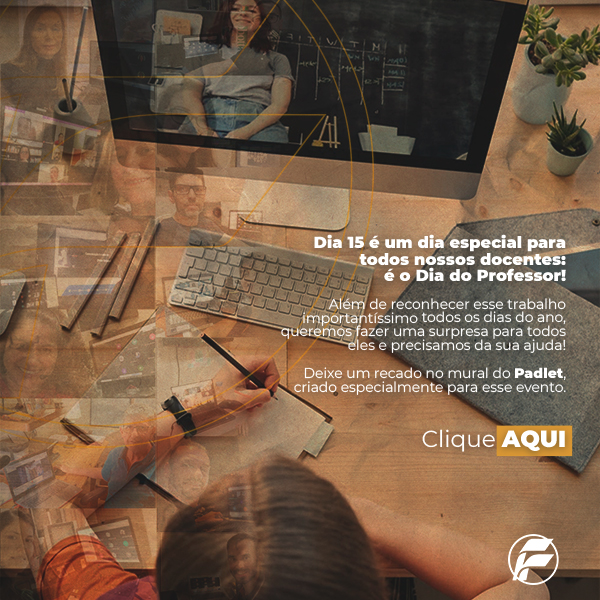 Dia 15 é um dia especial para
todos nossos docentes:
é o Dia do Professor!
Além de reconhecer esse trabalho
importantíssimo todos os dias do ano,
queremos fazer uma surpresa para todos
eles e precisamos da sua ajuda!
Deixe um recado no mural do Padlet,
criado especialmente para esse evento.
Clique AQUI